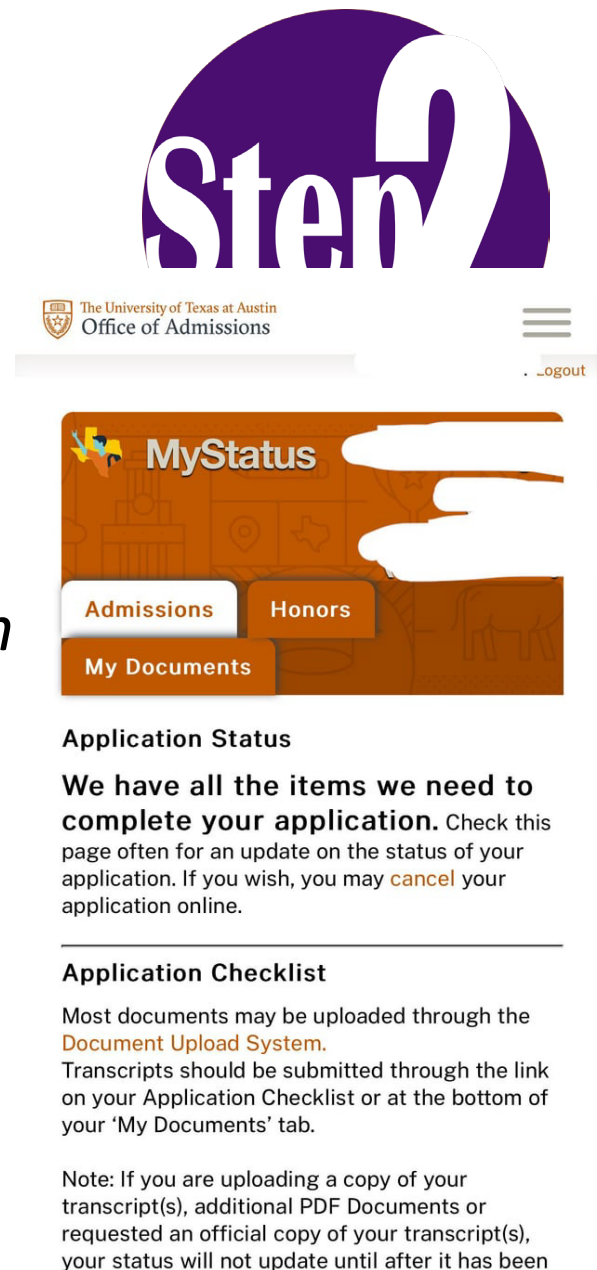 Step 2
The University of Texas at Austin
Office of Admissions
Logout
MyStatus
Admissions
Honors
n
My Documents
Application Status
We have all the items we need to
complete your application. Check this
page often for an update on the status of your
application. If you wish, you may cancel your
application online.
Application Checklist
Most documents may be uploaded through the
Document Upload System.
Transcripts should be submitted through the link
on your Application Checklist or at the bottom of
your ‘My Documents’ tab.
Note: If you are uploading a copy of your
transcript(s), additional PDF Documents or
requested an official copy of your transcript(s),
your status will not update until after it has been